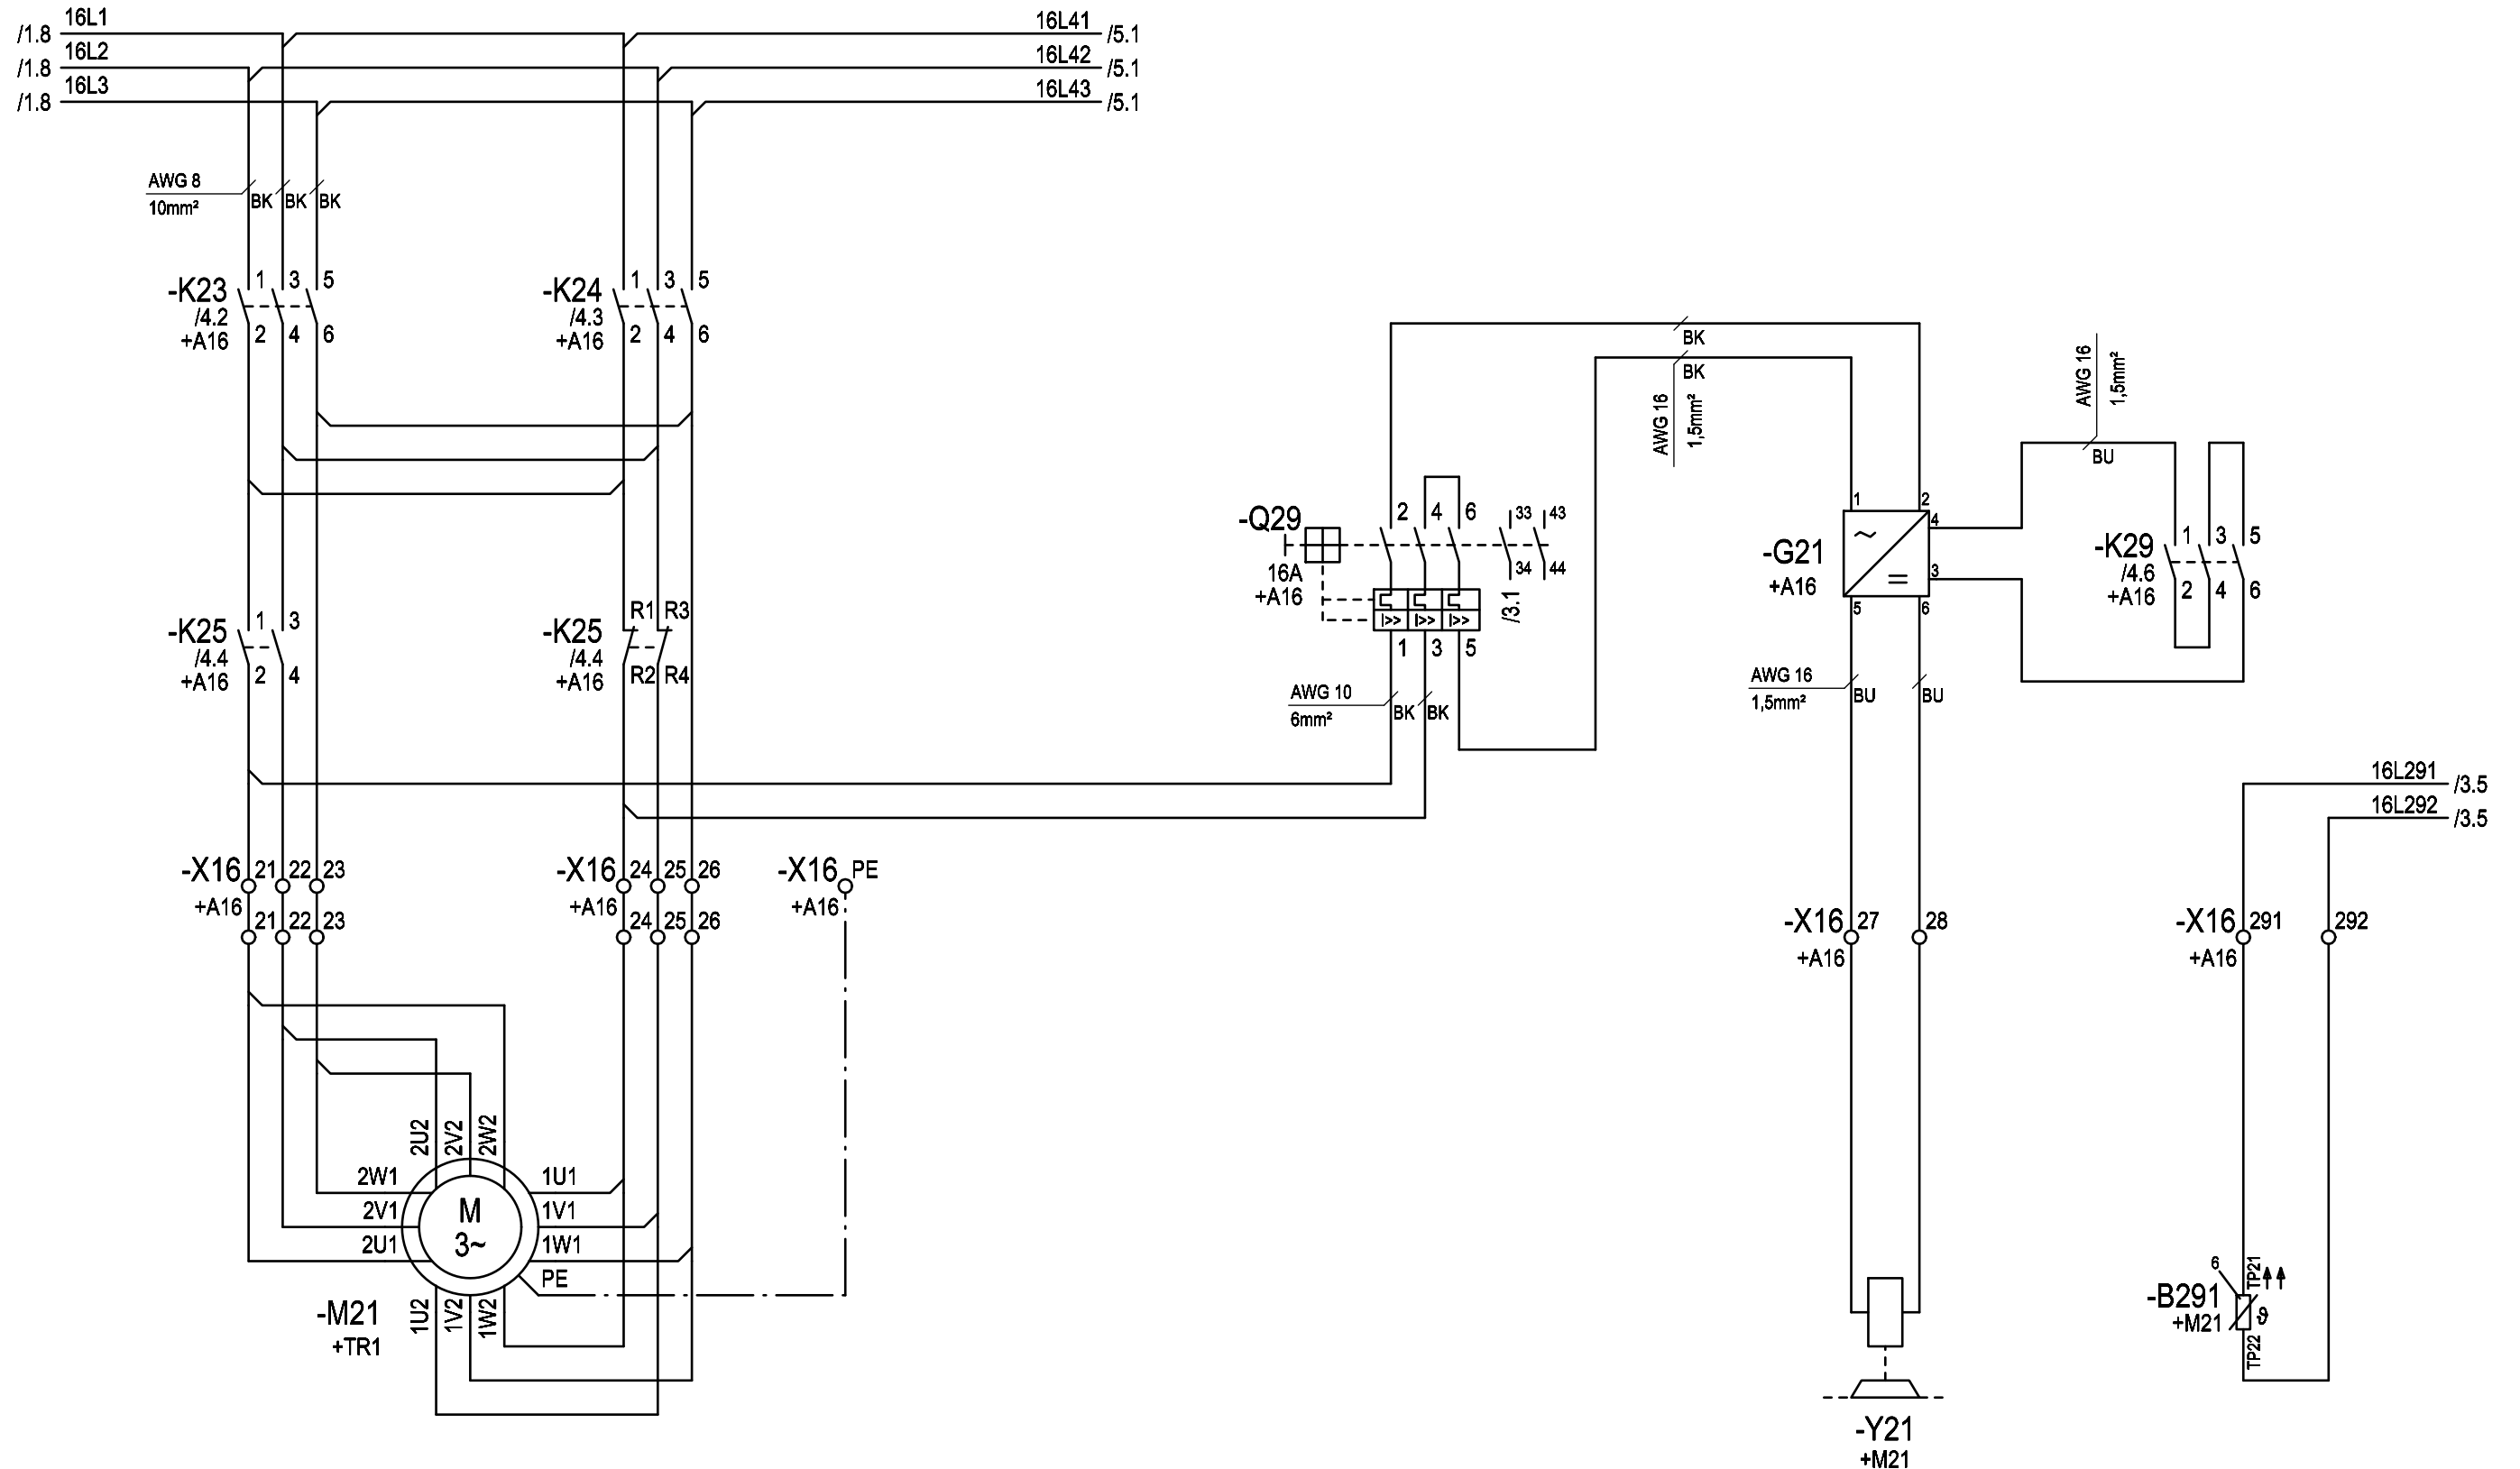 16L1
/1.8
16L2
/1.8
16L3
/1.8
16L41
/5.1
16L42
/5.1
16L43
/5.1
AWG 8
10mm²
BK BK BK
-K23
/4.2
+A16
1 3 5
2 4 6
-K24
/4.3
+A16
1 3 5
2 4 6
-K25
/4.4
+A16
1 3
2 4
-K25
/4.4
+A16
R1 R3
R2 R4
BK
BK
AWG 16
1,5mm²
-Q29
16A
+A16
2 4 6
33 43
34 44
I>> I>> I>>
/3.1
1 3 5
AWG 10
6mm²
BK BK
-G21
+A16
1 2
4
3
5 6
~
=
AWG 16
1,5mm²
BU
-K29
/4.6
+A16
1 3 5
2 4 6
AWG 16
1,5mm²
BU BU
16L291
/3.5
16L292
/3.5
-X16
+A16
21 22 23
21 22 23
-X16
+A16
24 25 26
24 25 26
-X16 PE
+A16
-X16 27 28
+A16
-X16 291 292
+A16
2U2 2V2 2W2
2W1
2V1
2U1
M
3~
1U1
1V1
1W1
PE
1U2 1V2 1W2
-M21
+TR1
-Y21
+M21
6
TP21
-B291
+M21
ϑ
TP22